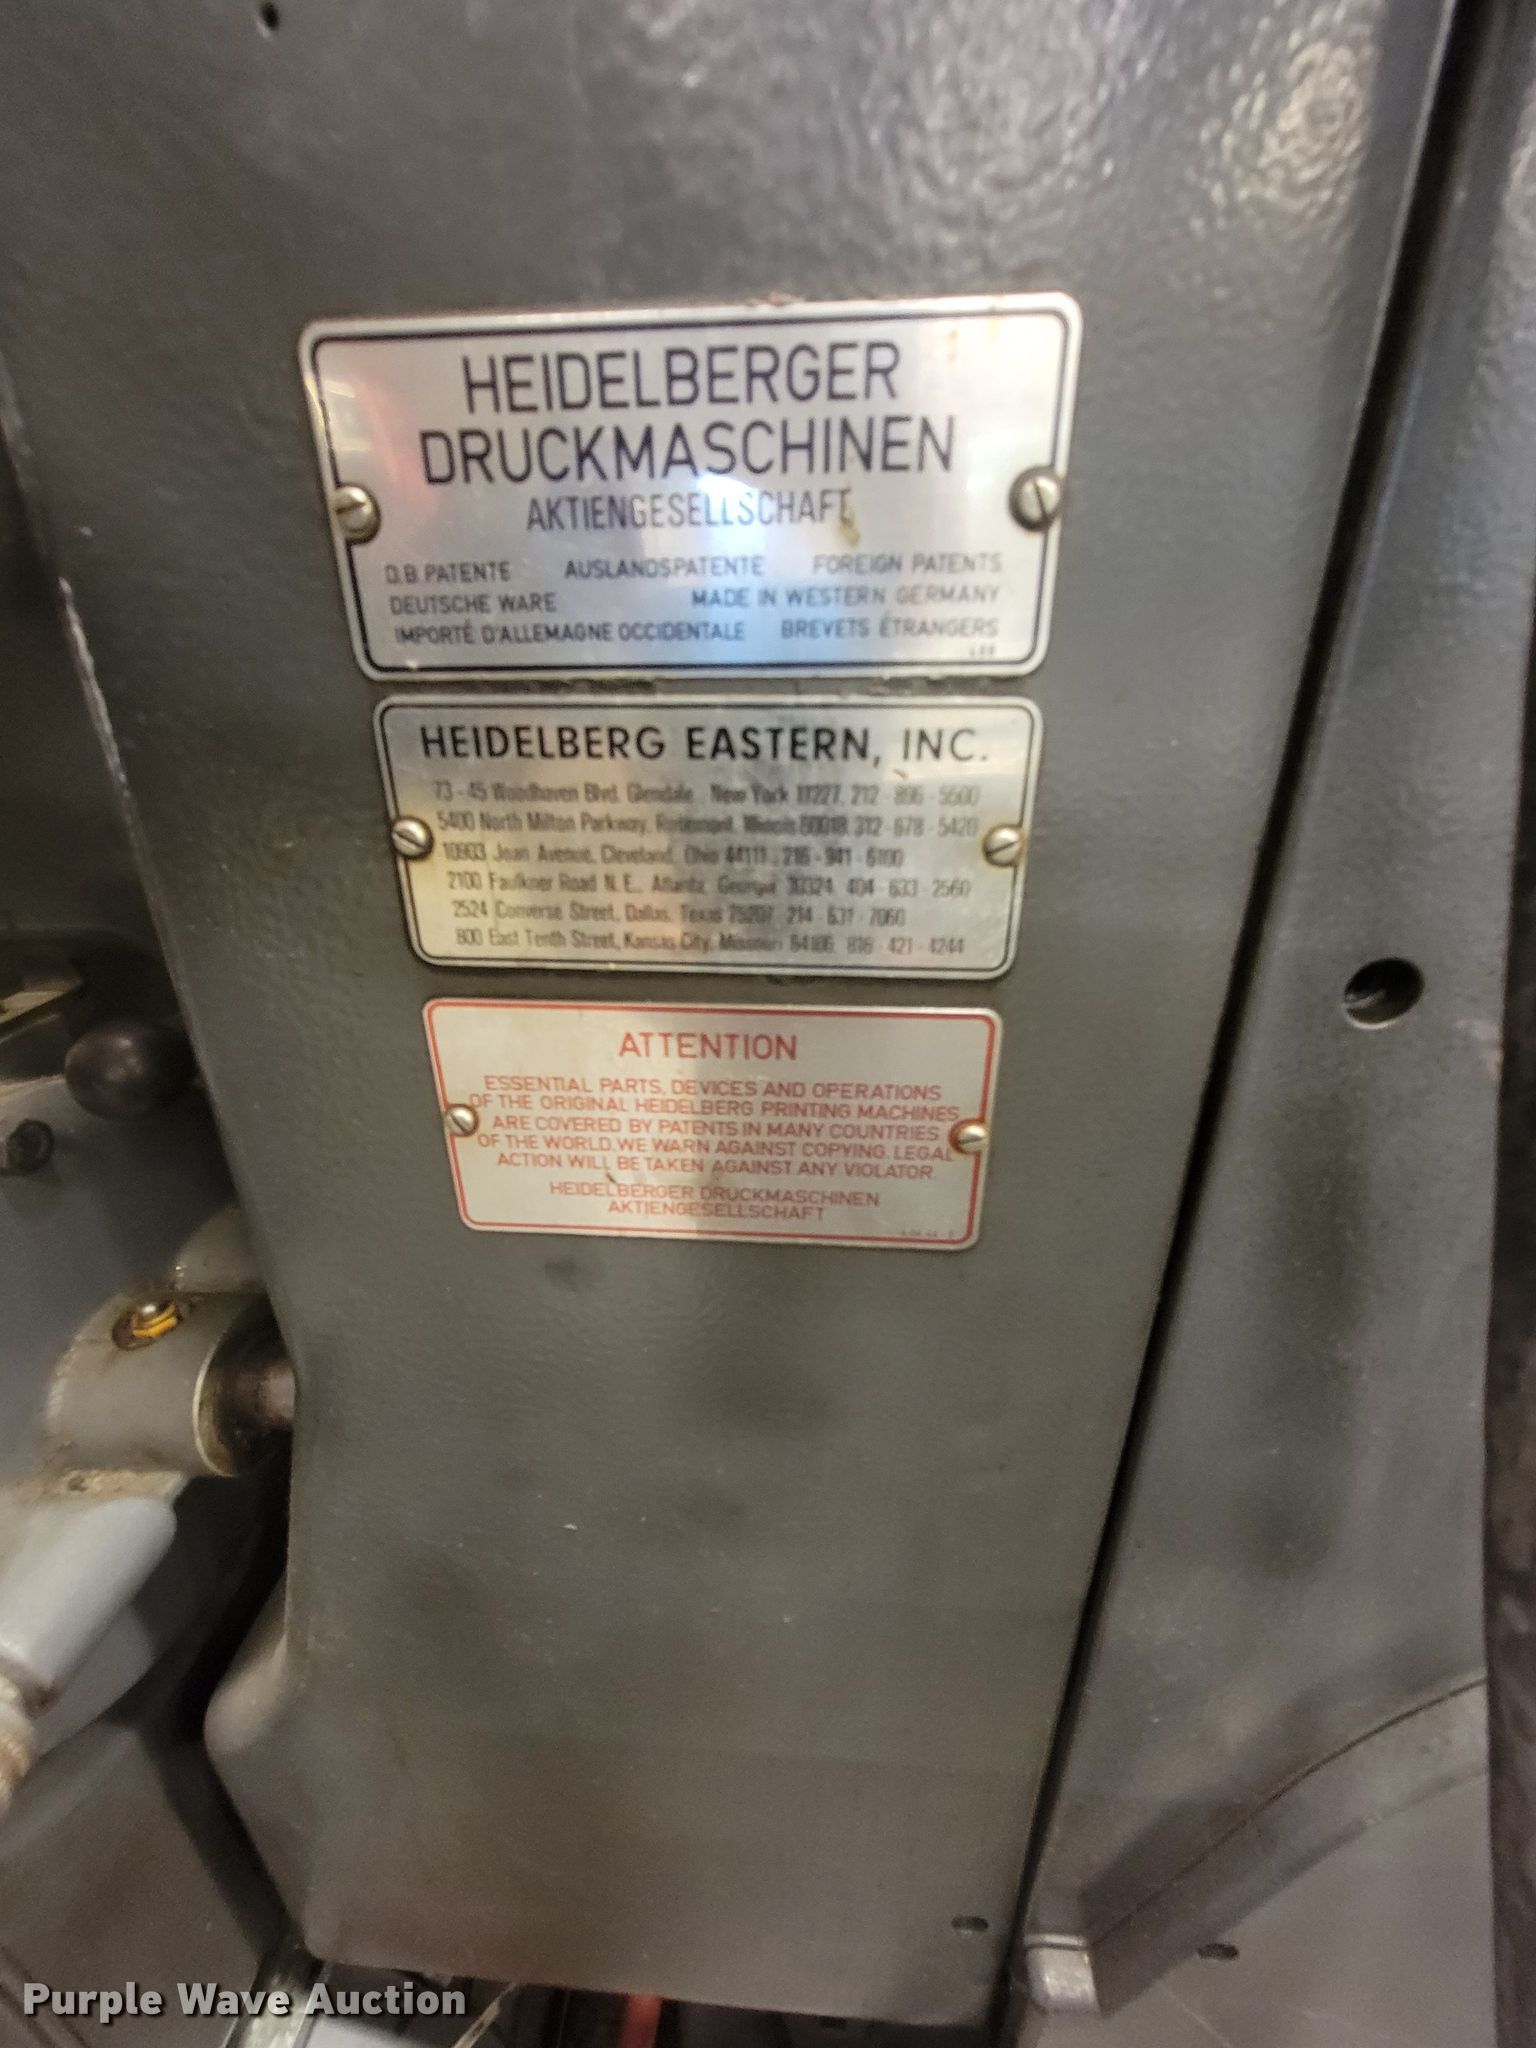 HEIDELBERGER
DRUCKMASCHINEN
AKTIENGESELLSCHAFT
D.B. PATENTE AUSLANDSPATENTE FOREIGN PATENTS
DEUTSCHE WARE MADE IN WESTERN GERMANY
IMPORTÉ D'ALLEMAGNE OCCIDENTALE BREVETS ÉTRANGERS
HEIDELBERG EASTERN, INC.
73-45 Woodhaven Blvd. Glendale, New York 11227, 212-896-5500
5400 North Milton Parkway, Rosemont, Illinois 60018, 312-678-5420
10903 Jean Avenue, Cleveland, Ohio 44111, 216-941-6100
2100 Faulkner Road N.E., Atlanta, Georgia 30324, 404-633-2560
2524 Converse Street, Dallas, Texas 75207, 214-631-7060
800 East Tenth Street, Kansas City, Missouri 64106, 816-421-4244
ATTENTION
ESSENTIAL PARTS, DEVICES AND OPERATIONS
OF THE ORIGINAL HEIDELBERG PRINTING MACHINES
ARE COVERED BY PATENTS IN MANY COUNTRIES
OF THE WORLD. WE WARN AGAINST COPYING. LEGAL
ACTION WILL BE TAKEN AGAINST ANY VIOLATOR.
HEIDELBERGER DRUCKMASCHINEN
AKTIENGESELLSCHAFT
Purple Wave Auction